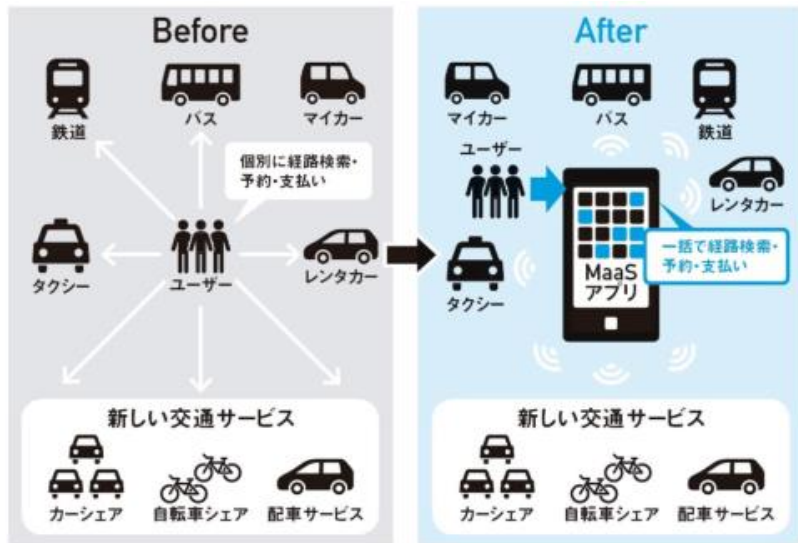 Before
鉄道
バス
マイカー
個別に経路検索・
予約・支払い
タクシー
ユーザー
レンタカー
新しい交通サービス
カーシェア
自転車シェア
配車サービス
After
マイカー
バス
鉄道
ユーザー
レンタカー
一括で経路検索・
予約・支払い
MaaS
アプリ
タクシー
新しい交通サービス
カーシェア
自転車シェア
配車サービス